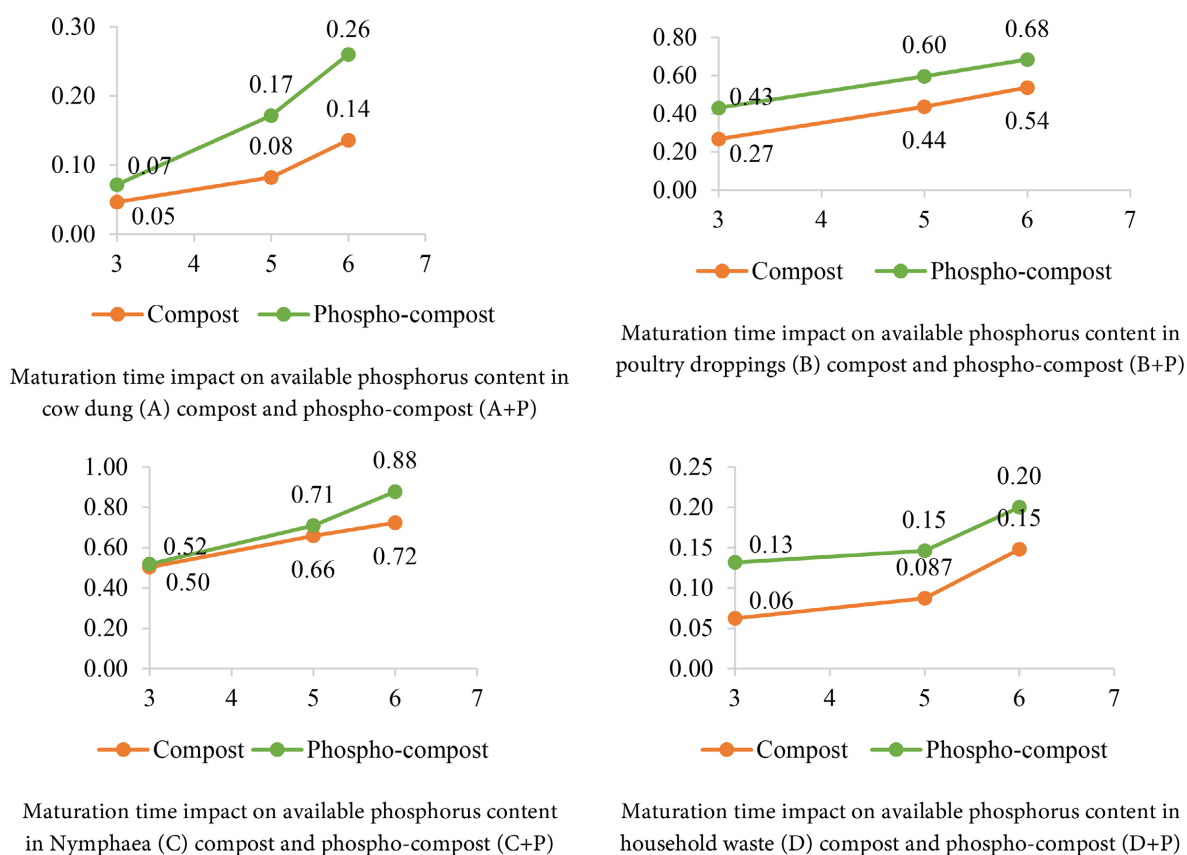 0.30
0.20
0.10
0.00
0.26
0.17
0.14
0.08
0.07
0.05
3 4 5 6 7
Compost Phospho-compost
Maturation time impact on available phosphorus content in
cow dung (A) compost and phospho-compost (A+P)
0.80
0.60
0.40
0.20
0.00
0.68
0.60
0.43
0.54
0.44
0.27
3 4 5 6 7
Compost Phospho-compost
Maturation time impact on available phosphorus content in
poultry droppings (B) compost and phospho-compost (B+P)
1.00
0.80
0.60
0.40
0.20
0.00
0.88
0.71
0.52
0.72
0.66
0.50
3 4 5 6 7
Compost Phospho-compost
Maturation time impact on available phosphorus content
in Nymphaea (C) compost and phospho-compost (C+P)
0.25
0.20
0.15
0.10
0.05
0.00
0.20
0.15
0.15
0.13
0.087
0.06
3 4 5 6 7
Compost Phospho-compost
Maturation time impact on available phosphorus content in
household waste (D) compost and phospho-compost (D+P)